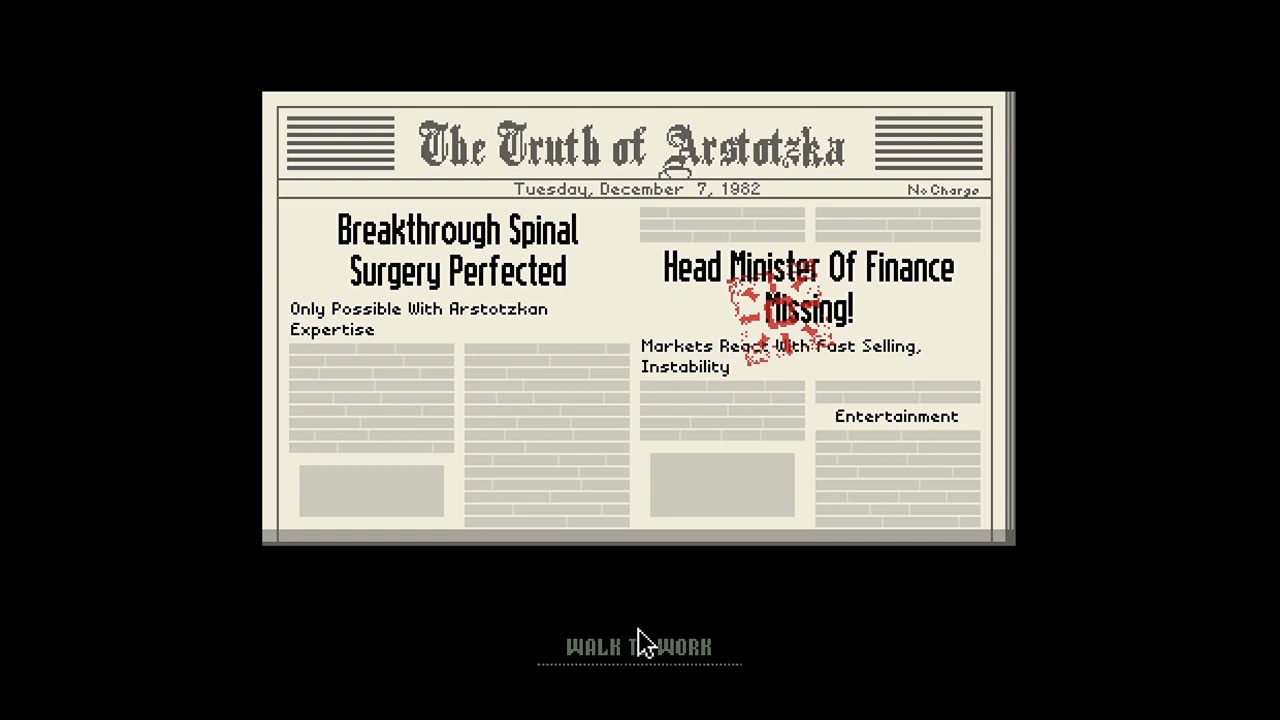 The Truth of Arstotzka
Tuesday, December 7, 1982
No Charge
Breakthrough Spinal
Surgery Perfected
Only Possible With Arstotzkan
Expertise
Head Minister Of Finance
Missing!
Markets React With Fast Selling,
Instability
Entertainment
WALK TO WORK